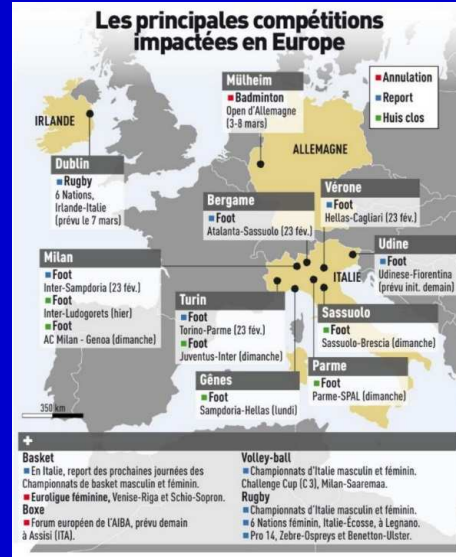 Les principales compétitions
impactées en Europe
Annulation
Report
Huis clos
IRLANDE
ALLEMAGNE
ITALIE
Mülheim
Badminton
Open d'Allemagne
(3-8 mars)
Dublin
Rugby
6 Nations,
Irlande-Italie
(prévu le 7 mars)
Bergame
Foot
Atalanta-Sassuolo (23 fév.)
Vérone
Foot
Hellas-Cagliari (23 fév.)
Milan
Foot
Inter-Sampdoria (23 fév.)
Foot
Inter-Ludogorets (hier)
Foot
AC Milan - Genoa (dimanche)
Udine
Foot
Udinese-Fiorentina
(prévu init. demain)
Turin
Foot
Torino-Parme (23 fév.)
Foot
Juventus-Inter (dimanche)
Sassuolo
Foot
Sassuolo-Brescia (dimanche)
Gênes
Foot
Sampdoria-Hellas (lundi)
Parme
Foot
Parme-SPAL (dimanche)
350 km
+
Basket
En Italie, report des prochaines journées des
Championnats de basket masculin et féminin.
Euroligue féminine, Venise-Riga et Schio-Sopron.
Boxe
Forum européen de l'AIBA, prévu demain
à Assisi (ITA).
Volley-ball
Championnats d'Italie masculin et féminin.
Challenge Cup (C 3), Milan-Saaremaa.
Rugby
Championnats d'Italie masculin et féminin.
6 Nations féminin, Italie-Écosse, à Legnano.
Pro 14, Zebre-Ospreys et Benetton-Ulster.